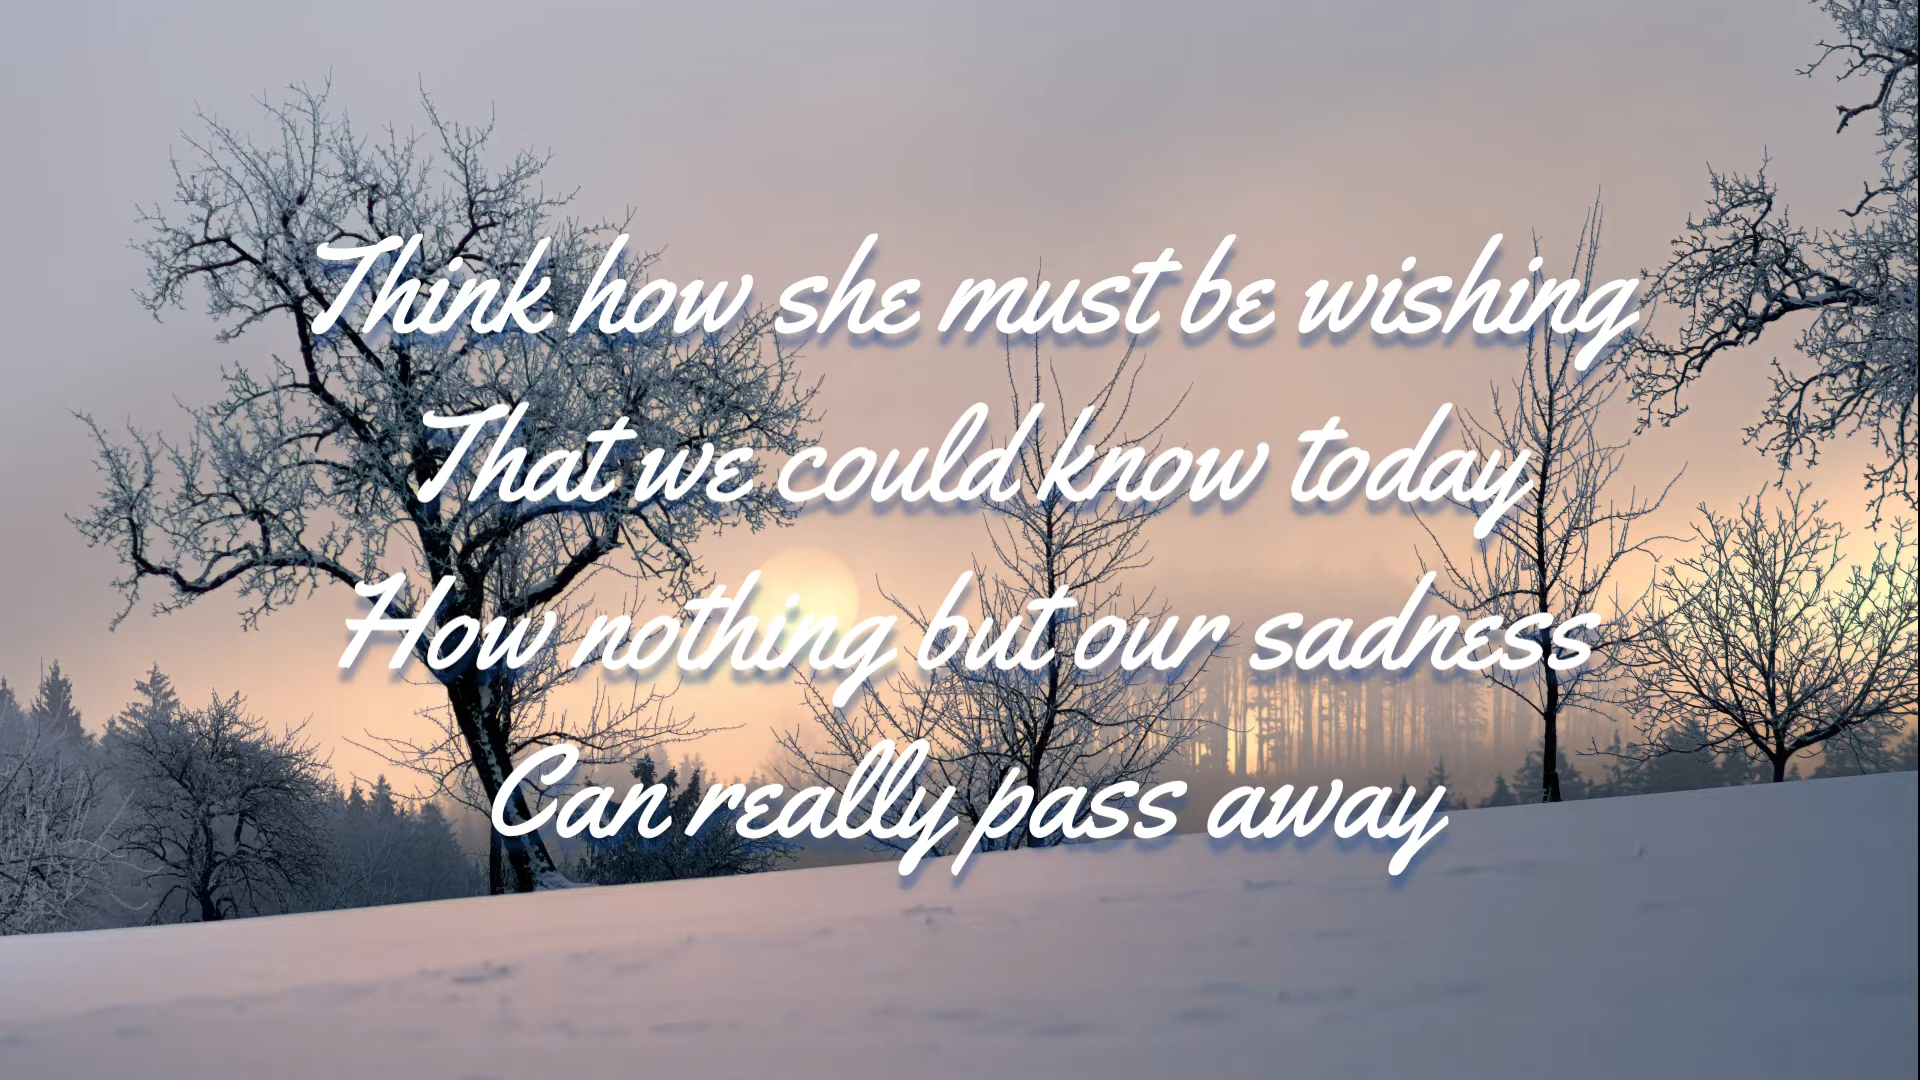 Think how she must be wishing
That we could know today
How nothing but our sadness
Can really pass away